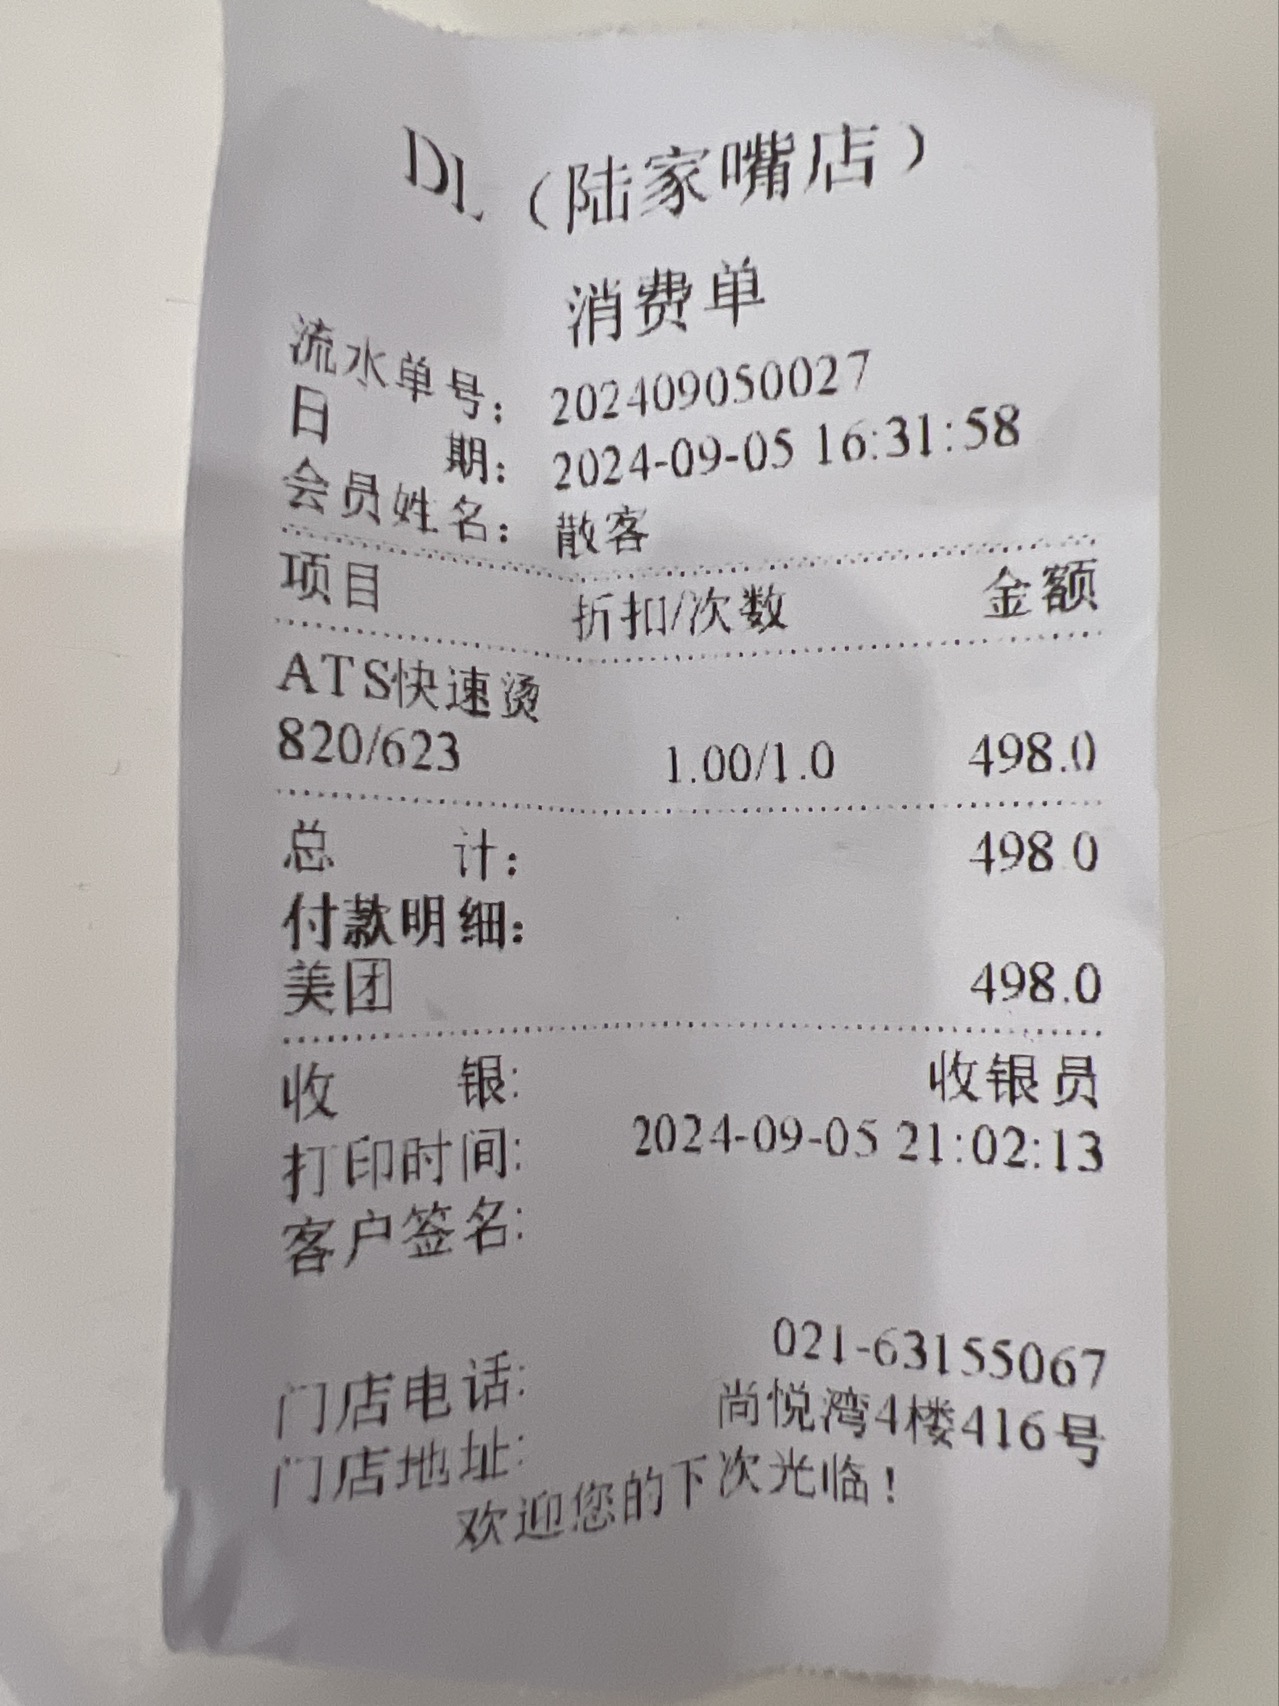 DL（陆家嘴店）
消费单
流水单号： 202409050027
日 期： 2024-09-05 16:31:58
会员姓名： 散客
项目 折扣/次数 金额
ATS快速烫
820/623 1.00/1.0 498.0
总 计： 498.0
付款明细：
美团 498.0
收 银: 收银员
打印时间: 2024-09-05 21:02:13
客户签名:
门店电话: 021-63155067
门店地址: 尚悦湾4楼416号
欢迎您的下次光临！